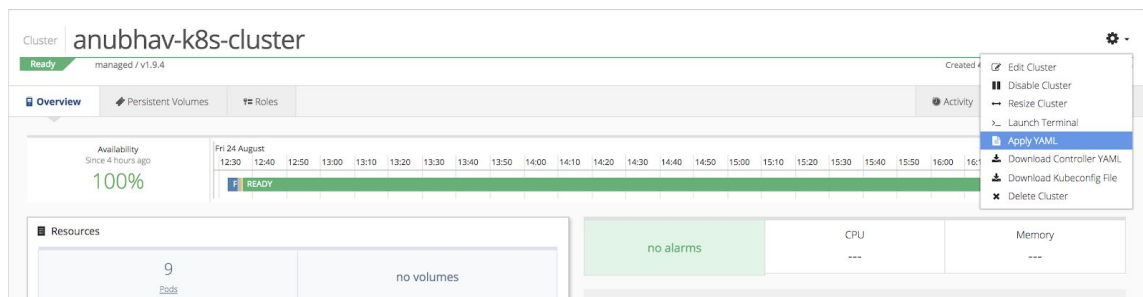 Cluster anubhav-k8s-cluster
Ready managed / v1.9.4 Created
Edit Cluster
Disable Cluster
Resize Cluster
Launch Terminal
Apply YAML
Download Controller YAML
Download Kubeconfig File
Delete Cluster
Overview Persistent Volumes Roles Activity
Availability
Since 4 hours ago
100%
Fri 24 August
12:30 12:40 12:50 13:00 13:10 13:20 13:30 13:40 13:50 14:00 14:10 14:20 14:30 14:40 14:50 15:00 15:10 15:20 15:30 15:40 15:50 16:00
F READY
Resources
9
Pods
no volumes
no alarms
CPU
---
Memory
---